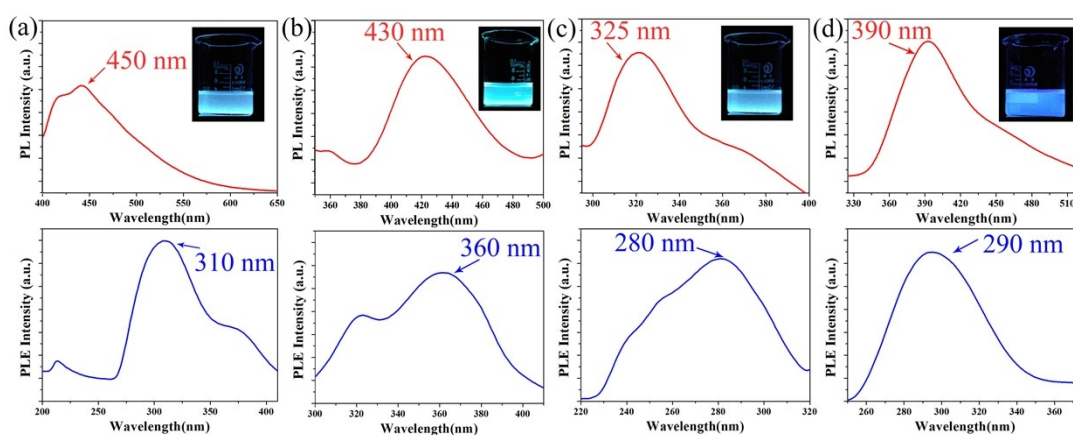 (a)
450 nm
PL Intensity (a.u.)
400 450 500 550 600 650
Wavelength(nm)
(b)
430 nm
PL Intensity (a.u.)
360 380 400 420 440 460 480 500
Wavelength(nm)
(c)
325 nm
PL Intensity (a.u.)
300 320 340 360 380 400
Wavelength(nm)
(d)
390 nm
PL Intensity (a.u.)
330 360 390 420 450 480 510
Wavelength(nm)
310 nm
PLE Intensity (a.u.)
200 250 300 350 400
Wavelength(nm)
360 nm
PLE Intensity (a.u.)
300 320 340 360 380 400
Wavelength(nm)
280 nm
PLE Intensity (a.u.)
220 240 260 280 300 320
Wavelength(nm)
290 nm
PLE Intensity (a.u.)
260 280 300 320 340 360
Wavelength(nm)